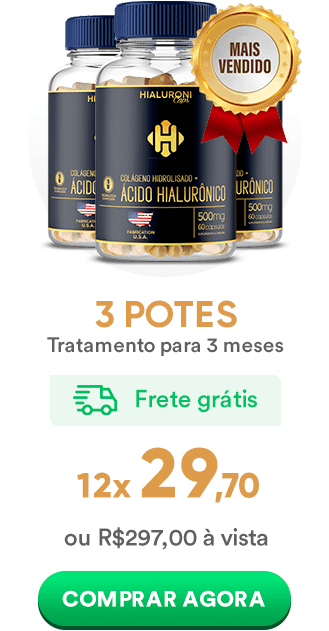 MAIS
VENDIDO
HIALURONI
Caps
H
COLÁGENO HIDROLISADO +
ÁCIDO HIALURÔNICO
500mg
60 cápsulas
FABRICATION
U.S.A.
3 POTES
Tratamento para 3 meses
Frete grátis
12x 29,70
ou R$297,00 à vista
COMPRAR AGORA